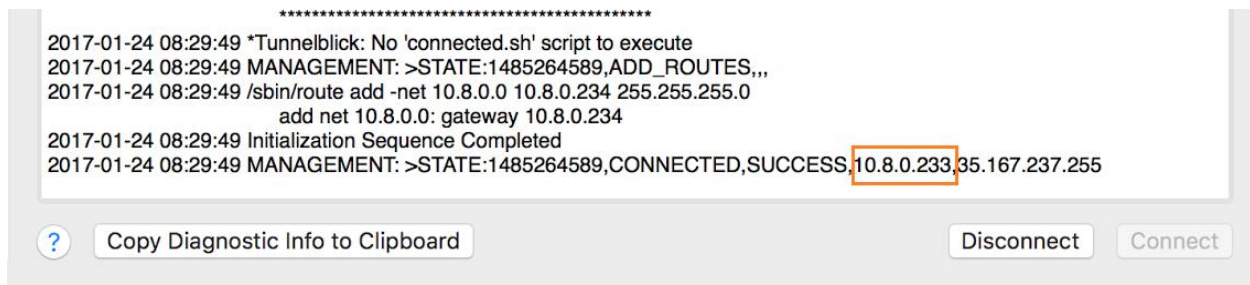 **********************************************
2017-01-24 08:29:49 *Tunnelblick: No 'connected.sh' script to execute
2017-01-24 08:29:49 MANAGEMENT: >STATE:1485264589,ADD_ROUTES,,,
2017-01-24 08:29:49 /sbin/route add -net 10.8.0.0 10.8.0.234 255.255.255.0
add net 10.8.0.0: gateway 10.8.0.234
2017-01-24 08:29:49 Initialization Sequence Completed
2017-01-24 08:29:49 MANAGEMENT: >STATE:1485264589,CONNECTED,SUCCESS,10.8.0.233,35.167.237.255
? Copy Diagnostic Info to Clipboard Disconnect Connect